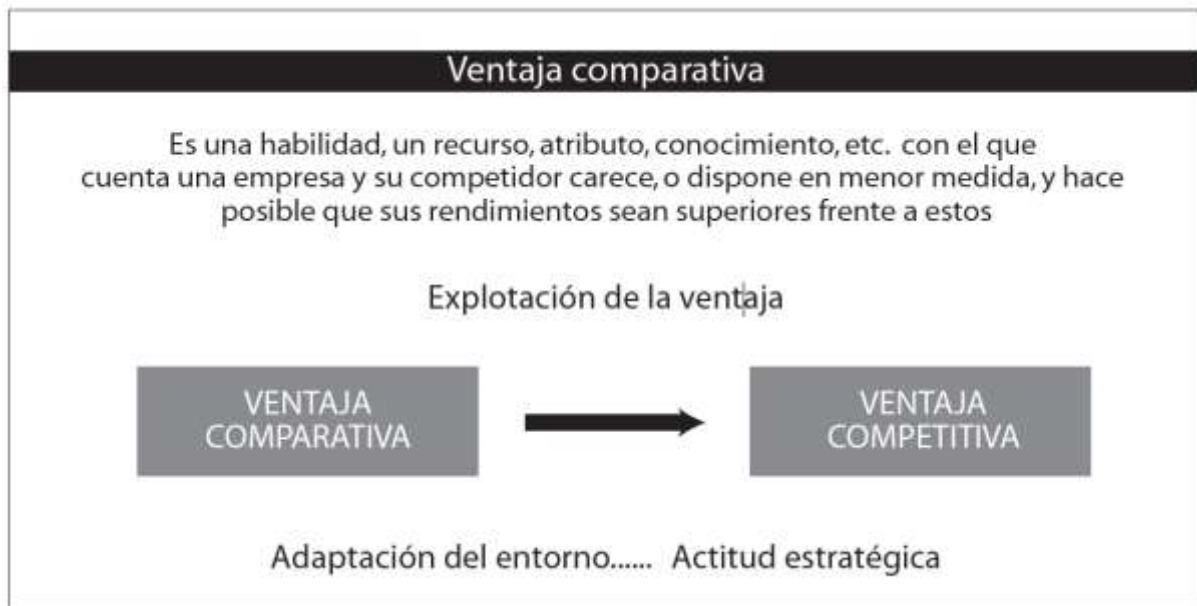 Ventaja comparativa
Es una habilidad, un recurso, atributo, conocimiento, etc. con el que
cuenta una empresa y su competidor carece, o dispone en menor medida, y hace
posible que sus rendimientos sean superiores frente a estos
Explotación de la ventaja
VENTAJA
COMPARATIVA
VENTAJA
COMPETITIVA
Adaptación del entorno...... Actitud estratégica